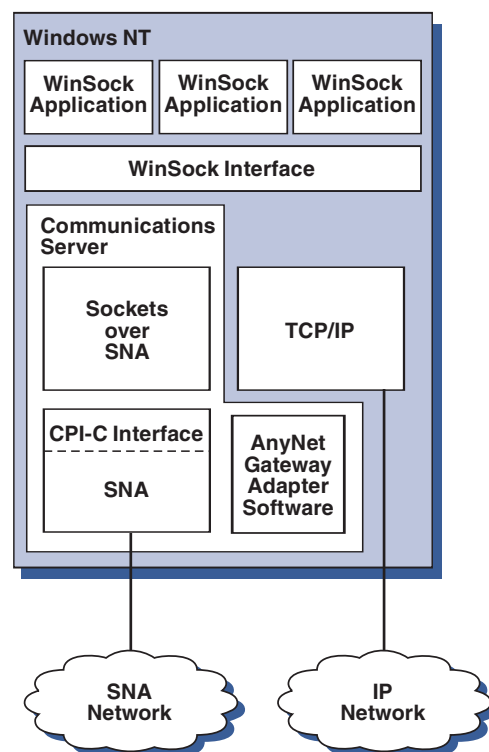 Windows NT
WinSock
Application
WinSock
Application
WinSock
Application
WinSock Interface
Communications
Server
Sockets
over
SNA
TCP/IP
CPI-C Interface
SNA
AnyNet
Gateway
Adapter
Software
SNA
Network
IP
Network